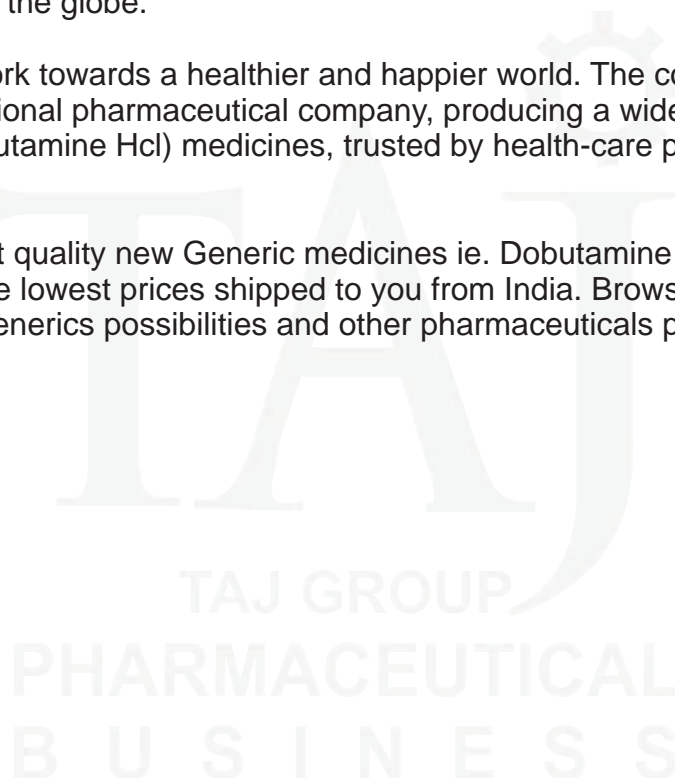 the globe.
rk towards a healthier and happier world. The co
ional pharmaceutical company, producing a wide
utamine Hcl) medicines, trusted by health-care p
t quality new Generic medicines ie. Dobutamine
e lowest prices shipped to you from India. Brows
enerics possibilities and other pharmaceuticals p
TAJ
TAJ GROUP
PHARMACEUTICAL
BUSINESS